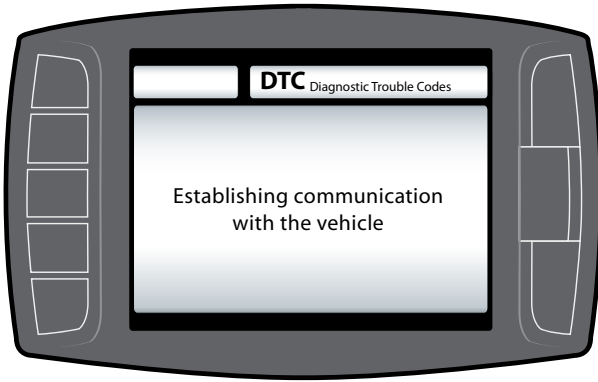 DTC Diagnostic Trouble Codes
Establishing communication
with the vehicle